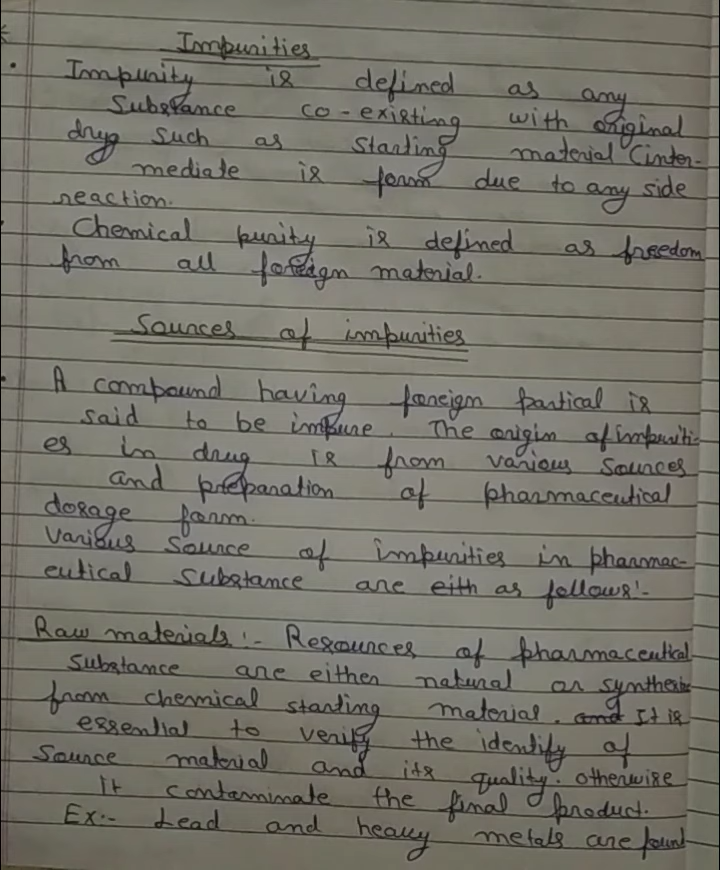 Impurities
• Impurity is defined as any
Substance co-existing with original
drug such as starting material (inter-
mediate is form due to any side
reaction.
Chemical purity is defined as freedom
from all foreign material.
Sources of impurities
• A compound having foreign partical is
said to be impure. The origin of impuriti-
es in drug is from various sources
and preparation of pharmaceutical
dosage form.
Various source of impurities in pharmac-
eutical substance are eith as follows:-
Raw materials:- Resources of pharmaceutical
substance are either natural or synthesize
from chemical starting material. and It is
essential to verify the identify of
source material and its quality. otherwise
it contaminate the final product.
Ex:- Lead and heavy metals are found